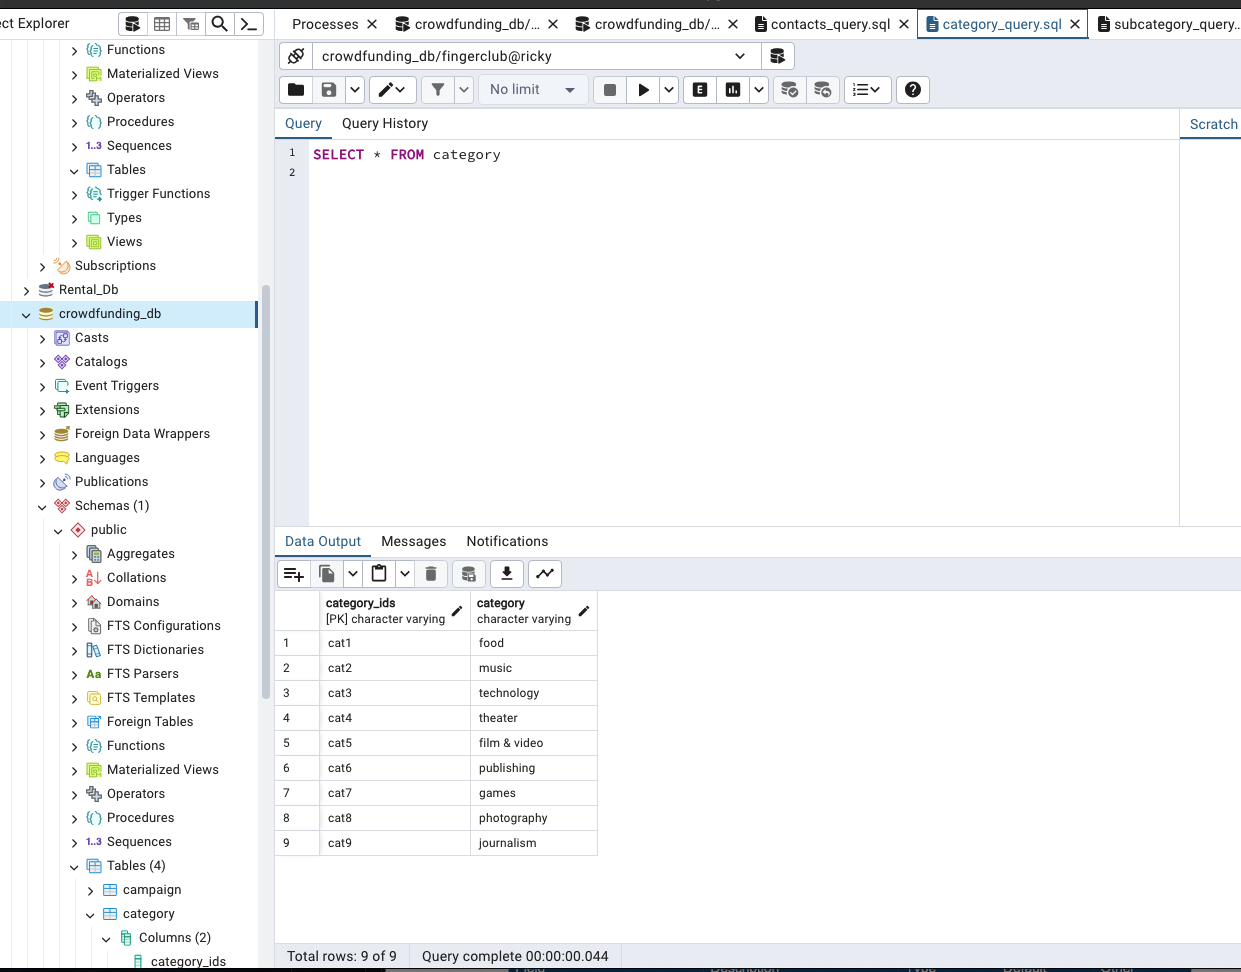 ct Explorer
Functions
Materialized Views
Operators
Procedures
1..3 Sequences
Tables
Trigger Functions
Types
Views
Subscriptions
Rental_Db
crowdfunding_db
Casts
Catalogs
Event Triggers
Extensions
Foreign Data Wrappers
Languages
Publications
Schemas (1)
public
Aggregates
Collations
Domains
FTS Configurations
FTS Dictionaries
Aa FTS Parsers
FTS Templates
Foreign Tables
Functions
Materialized Views
Operators
Procedures
1..3 Sequences
Tables (4)
campaign
category
Columns (2)
category_ids
Processes
crowdfunding_db/...
crowdfunding_db/...
contacts_query.sql
category_query.sql
subcategory_query...
crowdfunding_db/fingerclub@ricky
No limit
E
Query Query History
Scratch
1 SELECT * FROM category
2
Data Output Messages Notifications
category_ids category
[PK] character varying character varying
1 cat1 food
2 cat2 music
3 cat3 technology
4 cat4 theater
5 cat5 film & video
6 cat6 publishing
7 cat7 games
8 cat8 photography
9 cat9 journalism
Total rows: 9 of 9 Query complete 00:00:00.044